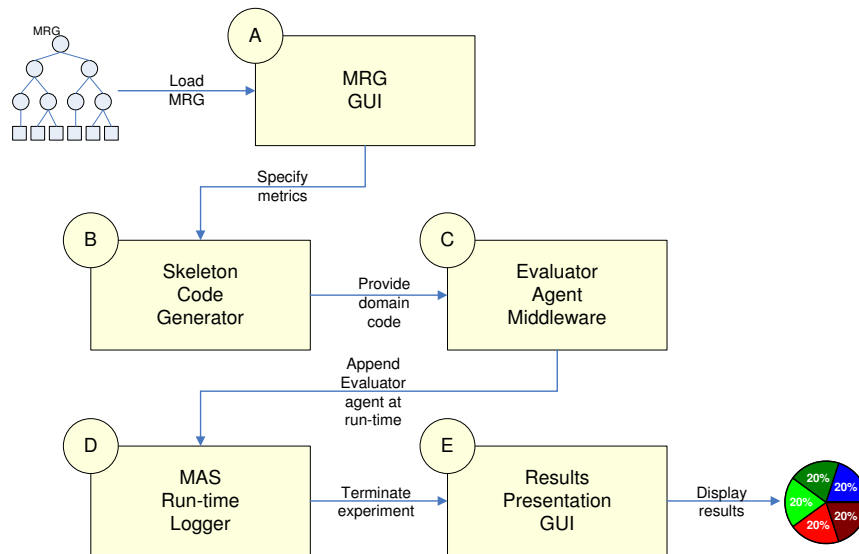 MRG
A
MRG
GUI
Load
MRG
Specify
metrics
B
Skeleton
Code
Generator
Provide
domain
code
C
Evaluator
Agent
Middleware
Append
Evaluator
agent at
run-time
D
MAS
Run-time
Logger
Terminate
experiment
E
Results
Presentation
GUI
Display
results
20%
20%
20%
20%
20%